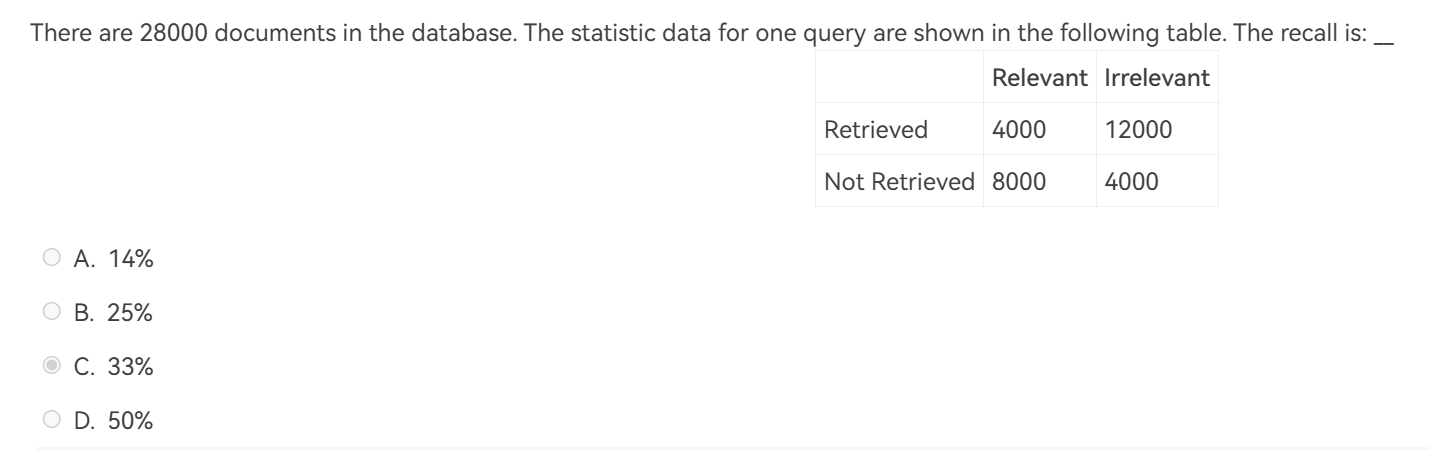 There are 28000 documents in the database. The statistic data for one query are shown in the following table. The recall is: __
Relevant Irrelevant
Retrieved 4000 12000
Not Retrieved 8000 4000
A. 14%
B. 25%
C. 33%
D. 50%